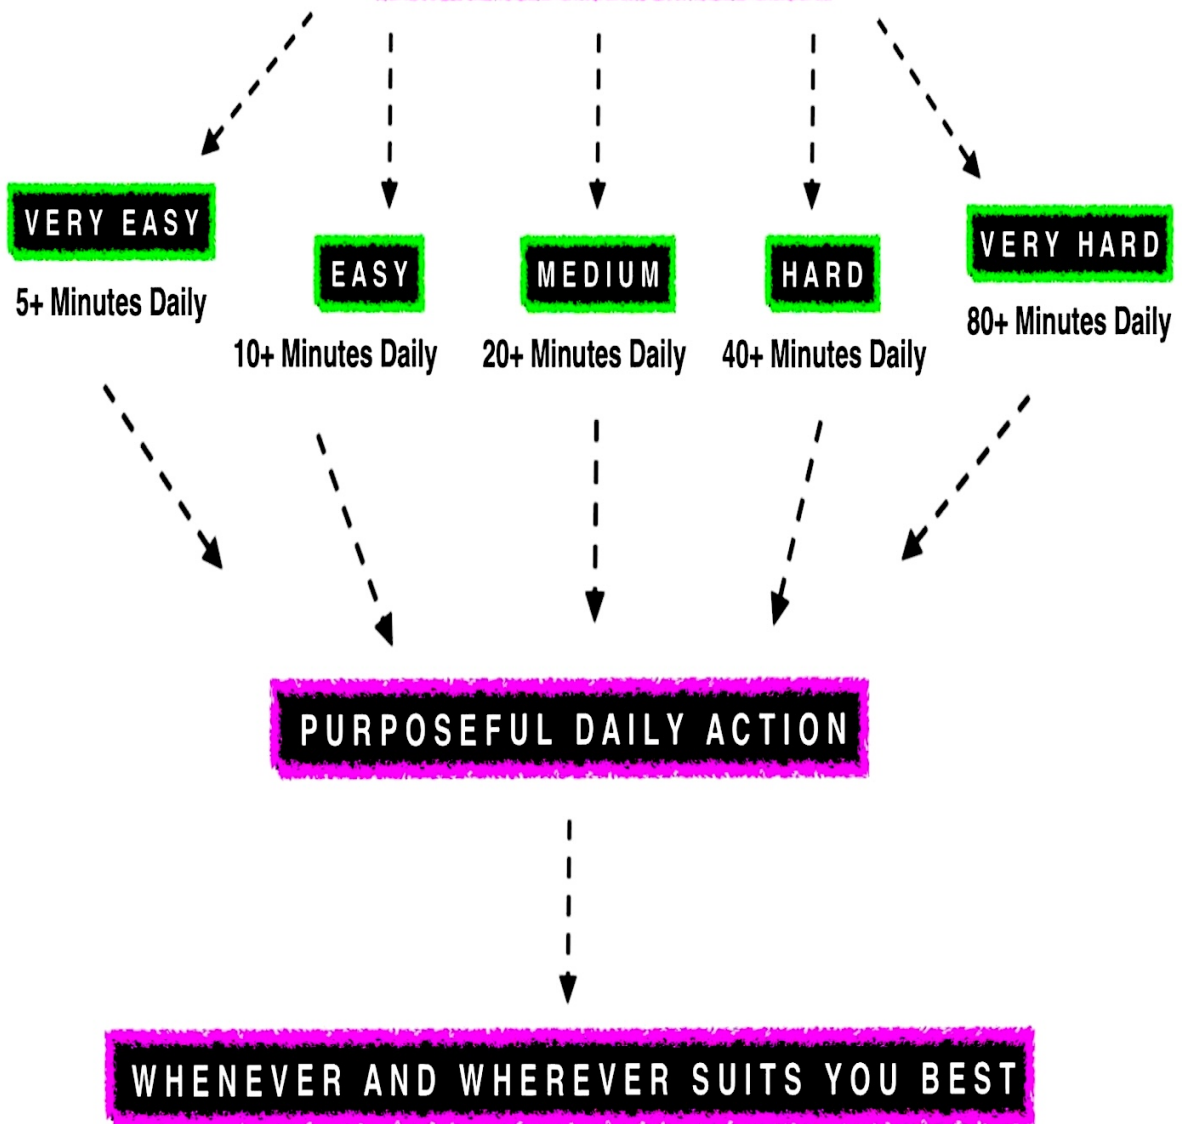 VERY EASY
5+ Minutes Daily
EASY
10+ Minutes Daily
MEDIUM
20+ Minutes Daily
HARD
40+ Minutes Daily
VERY HARD
80+ Minutes Daily
PURPOSEFUL DAILY ACTION
WHENEVER AND WHEREVER SUITS YOU BEST